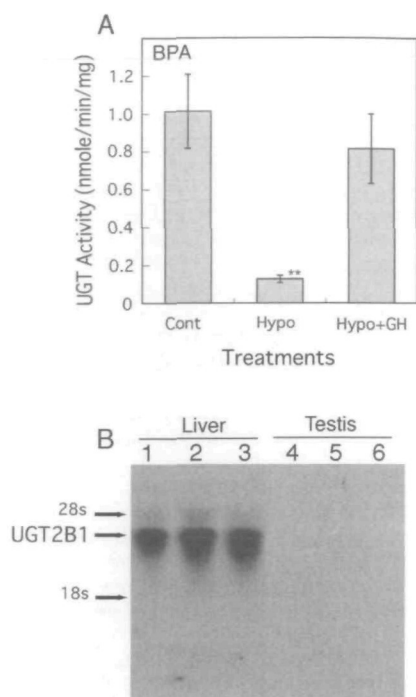 A
BPA
UGT Activity (nmole/min/mg)
1.2
1.0
0.8
0.6
0.4
0.2
0
**
Cont Hypo Hypo+GH
Treatments
B
Liver Testis
1 2 3 4 5 6
28s
UGT2B1
18s